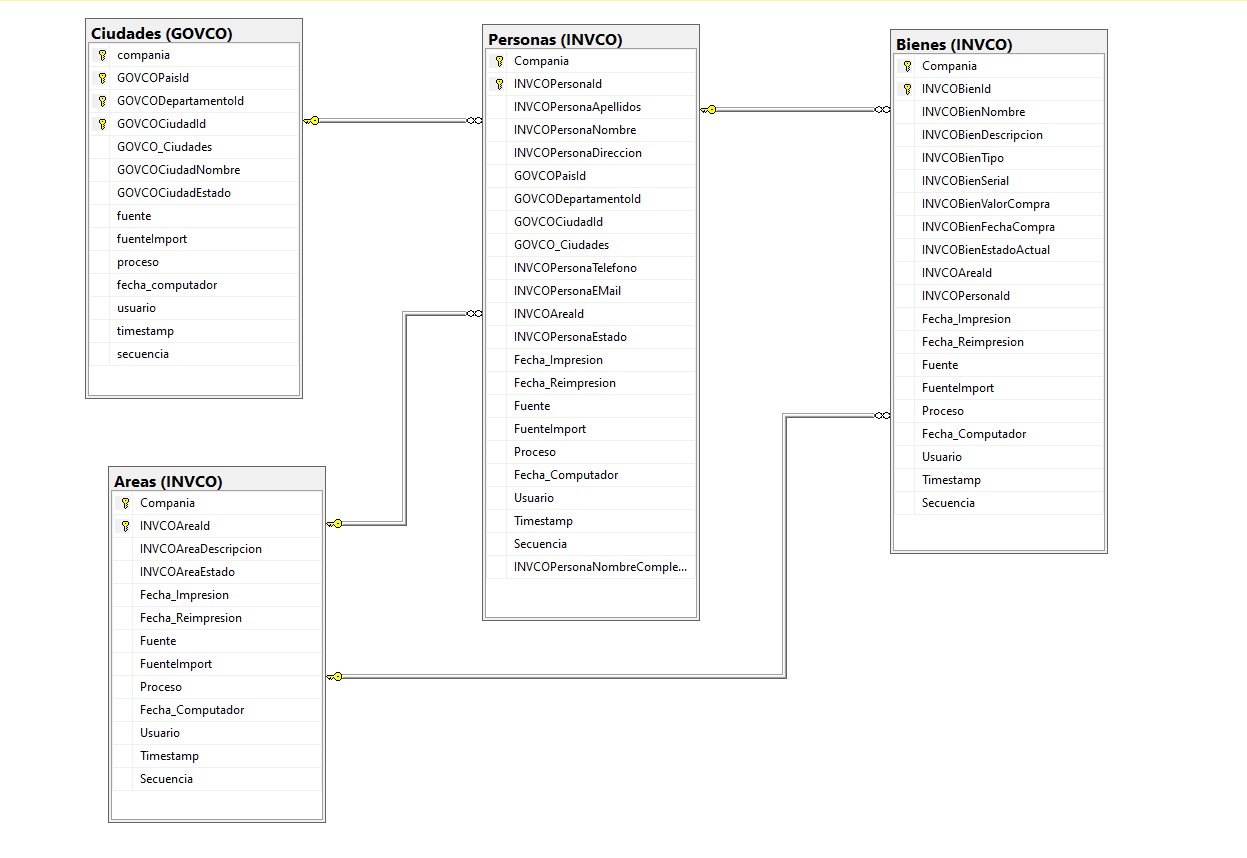 Ciudades (GOVCO)
compania
GOVCOPaisId
GOVCODepartamentoId
GOVCOCiudadId
GOVCO_Ciudades
GOVCOCiudadNombre
GOVCOCiudadEstado
fuente
fuenteImport
proceso
fecha_computador
usuario
timestamp
secuencia
Personas (INVCO)
Compania
INVCOPersonaId
INVCOPersonaApellidos
INVCOPersonaNombre
INVCOPersonaDireccion
GOVCOPaisId
GOVCODepartamentoId
GOVCOCiudadId
GOVCO_Ciudades
INVCOPersonaTelefono
INVCOPersonaEMail
INVCOAreaId
INVCOPersonaEstado
Fecha_Impresion
Fecha_Reimpresion
Fuente
FuenteImport
Proceso
Fecha_Computador
Usuario
Timestamp
Secuencia
INVCOPersonaNombreComple...
Bienes (INVCO)
Compania
INVCOBienId
INVCOBienNombre
INVCOBienDescripcion
INVCOBienTipo
INVCOBienSerial
INVCOBienValorCompra
INVCOBienFechaCompra
INVCOBienEstadoActual
INVCOAreaId
INVCOPersonaId
Fecha_Impresion
Fecha_Reimpresion
Fuente
FuenteImport
Proceso
Fecha_Computador
Usuario
Timestamp
Secuencia
Areas (INVCO)
Compania
INVCOAreaId
INVCOAreaDescripcion
INVCOAreaEstado
Fecha_Impresion
Fecha_Reimpresion
Fuente
FuenteImport
Proceso
Fecha_Computador
Usuario
Timestamp
Secuencia